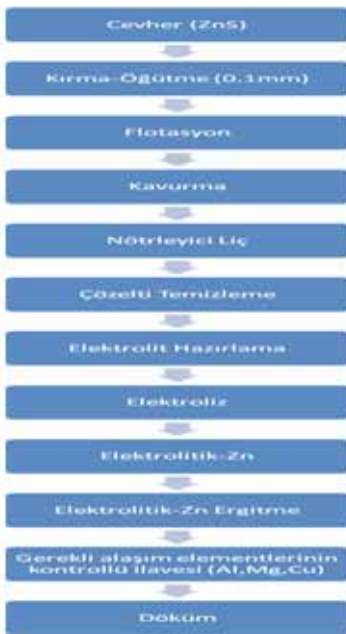 Cevher (ZnS)
Kırma-Öğütme (0.1mm)
Flotasyon
Kavurma
Nötrleyici Liç
Çözelti Temizleme
Elektrolit Hazırlama
Elektroliz
Elektrolitik-Zn
Elektrolitik-Zn Ergitme
Gerekli alaşım elementlerinin
kontrollü ilavesi (Al,Mg,Cu)
Döküm